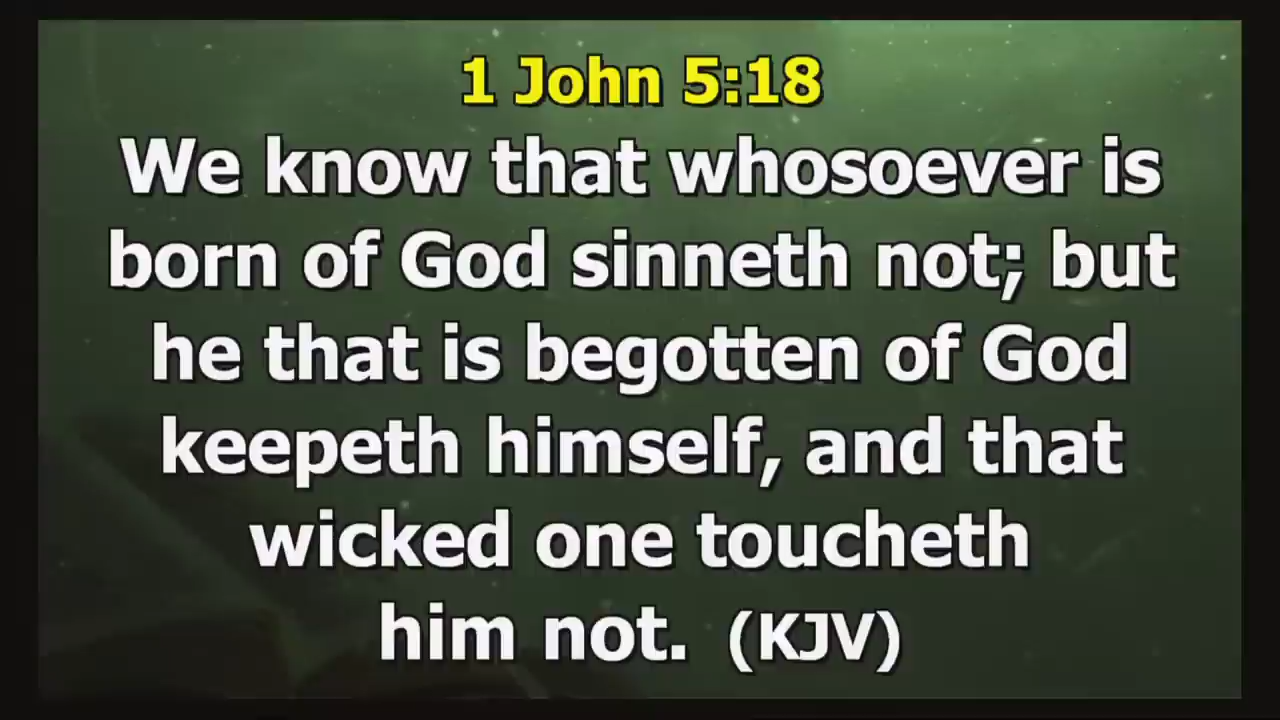 1 John 5:18
We know that whosoever is
born of God sinneth not; but
he that is begotten of God
keepeth himself, and that
wicked one toucheth
him not. (KJV)